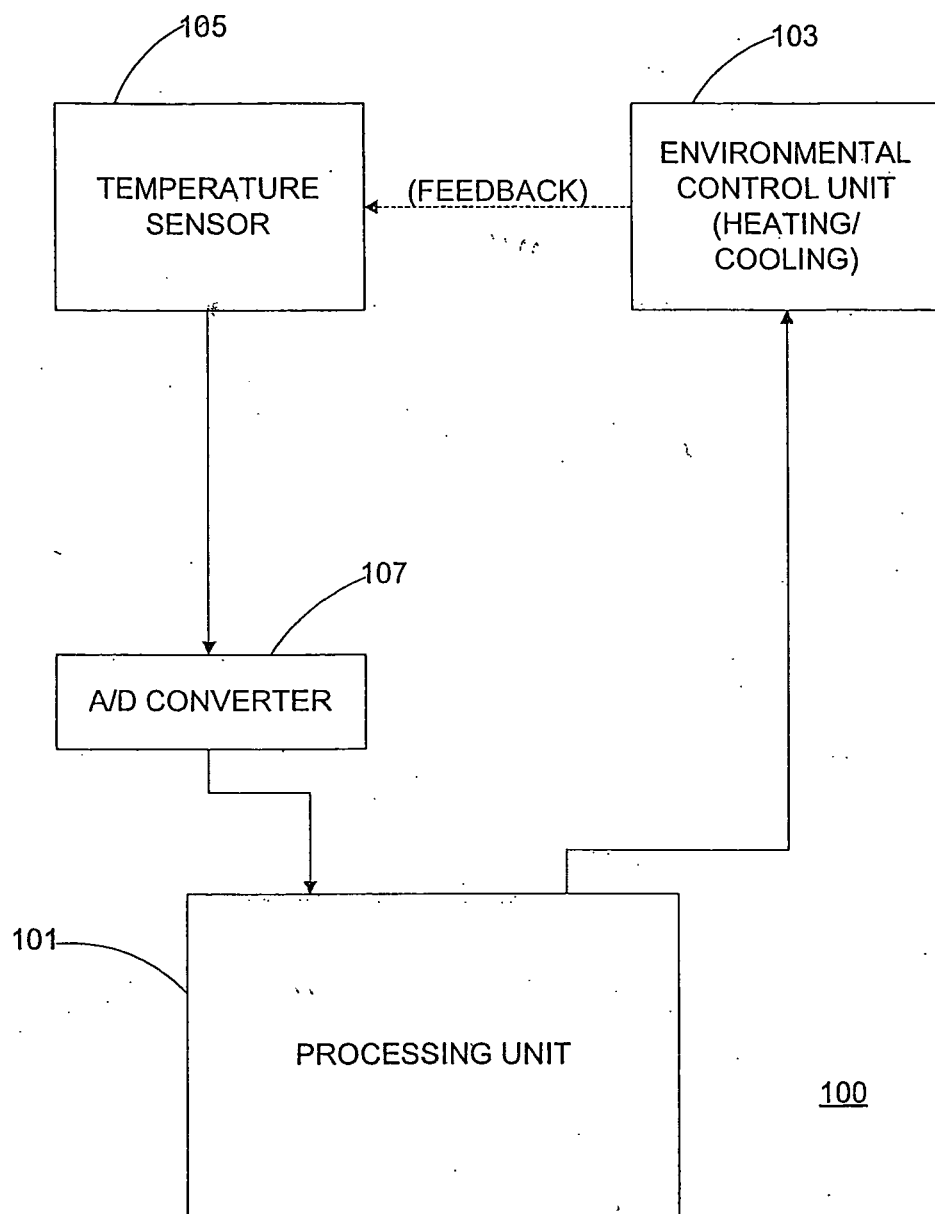 105
103
TEMPERATURE
SENSOR
(FEEDBACK)
ENVIRONMENTAL
CONTROL UNIT
(HEATING/
COOLING)
107
A/D CONVERTER
101
PROCESSING UNIT
100